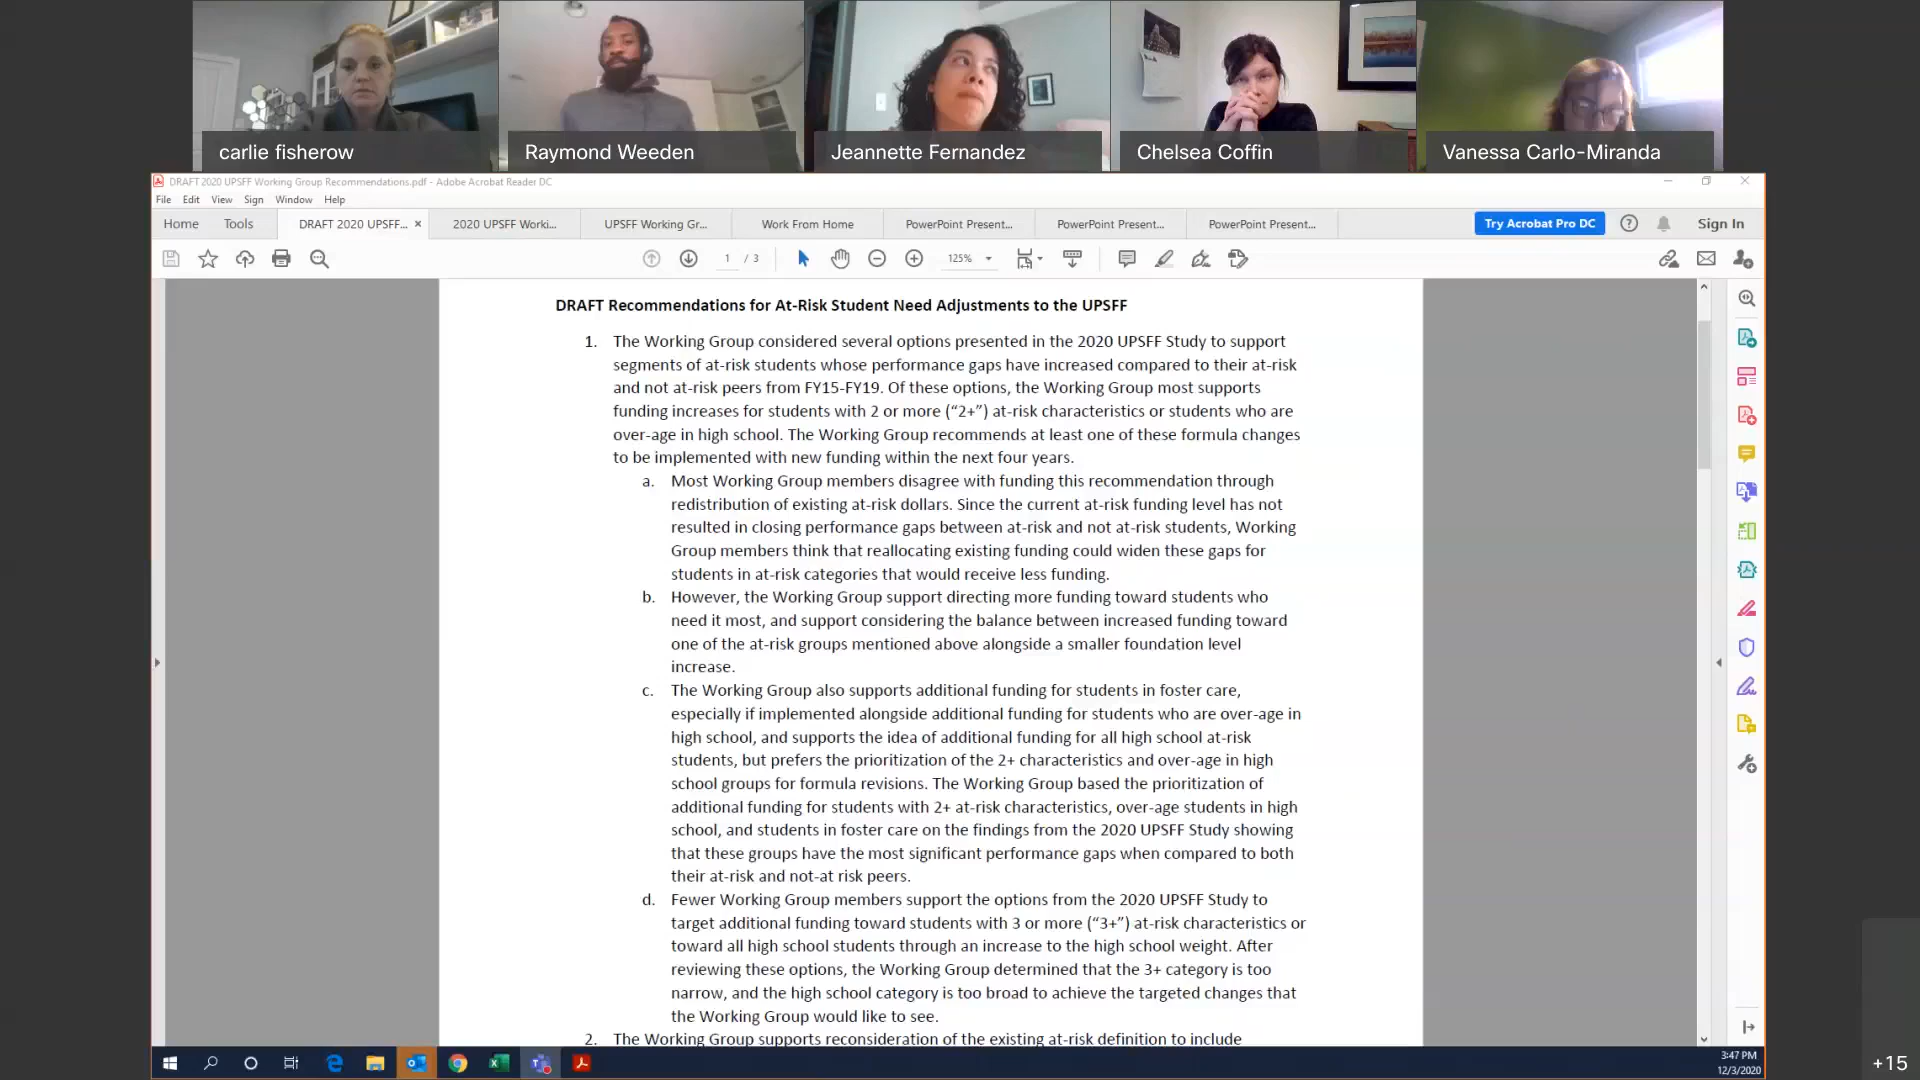 carlie fisherow
Raymond Weeden
Jeannette Fernandez
Chelsea Coffin
Vanessa Carlo-Miranda
DRAFT 2020 UPSFF Working Group Recommendations.pdf - Adobe Acrobat Reader DC
File Edit View Sign Window Help
Home Tools DRAFT 2020 UPSFF... × 2020 UPSFF Worki... UPSFF Working Gr... Work From Home PowerPoint Present... PowerPoint Present... PowerPoint Present... Try Acrobat Pro DC Sign In
1 / 3 125%
DRAFT Recommendations for At-Risk Student Need Adjustments to the UPSFF
1. The Working Group considered several options presented in the 2020 UPSFF Study to support
segments of at-risk students whose performance gaps have increased compared to their at-risk
and not at-risk peers from FY15-FY19. Of these options, the Working Group most supports
funding increases for students with 2 or more (“2+”) at-risk characteristics or students who are
over-age in high school. The Working Group recommends at least one of these formula changes
to be implemented with new funding within the next four years.
a. Most Working Group members disagree with funding this recommendation through
redistribution of existing at-risk dollars. Since the current at-risk funding level has not
resulted in closing performance gaps between at-risk and not at-risk students, Working
Group members think that reallocating existing funding could widen these gaps for
students in at-risk categories that would receive less funding.
b. However, the Working Group support directing more funding toward students who
need it most, and support considering the balance between increased funding toward
one of the at-risk groups mentioned above alongside a smaller foundation level
increase.
c. The Working Group also supports additional funding for students in foster care,
especially if implemented alongside additional funding for students who are over-age in
high school, and supports the idea of additional funding for all high school at-risk
students, but prefers the prioritization of the 2+ characteristics and over-age in high
school groups for formula revisions. The Working Group based the prioritization of
additional funding for students with 2+ at-risk characteristics, over-age students in high
school, and students in foster care on the findings from the 2020 UPSFF Study showing
that these groups have the most significant performance gaps when compared to both
their at-risk and not-at risk peers.
d. Fewer Working Group members support the options from the 2020 UPSFF Study to
target additional funding toward students with 3 or more (“3+”) at-risk characteristics or
toward all high school students through an increase to the high school weight. After
reviewing these options, the Working Group determined that the 3+ category is too
narrow, and the high school category is too broad to achieve the targeted changes that
the Working Group would like to see.
2. The Working Group supports reconsideration of the existing at-risk definition to include
3:47 PM
12/3/2020
+15